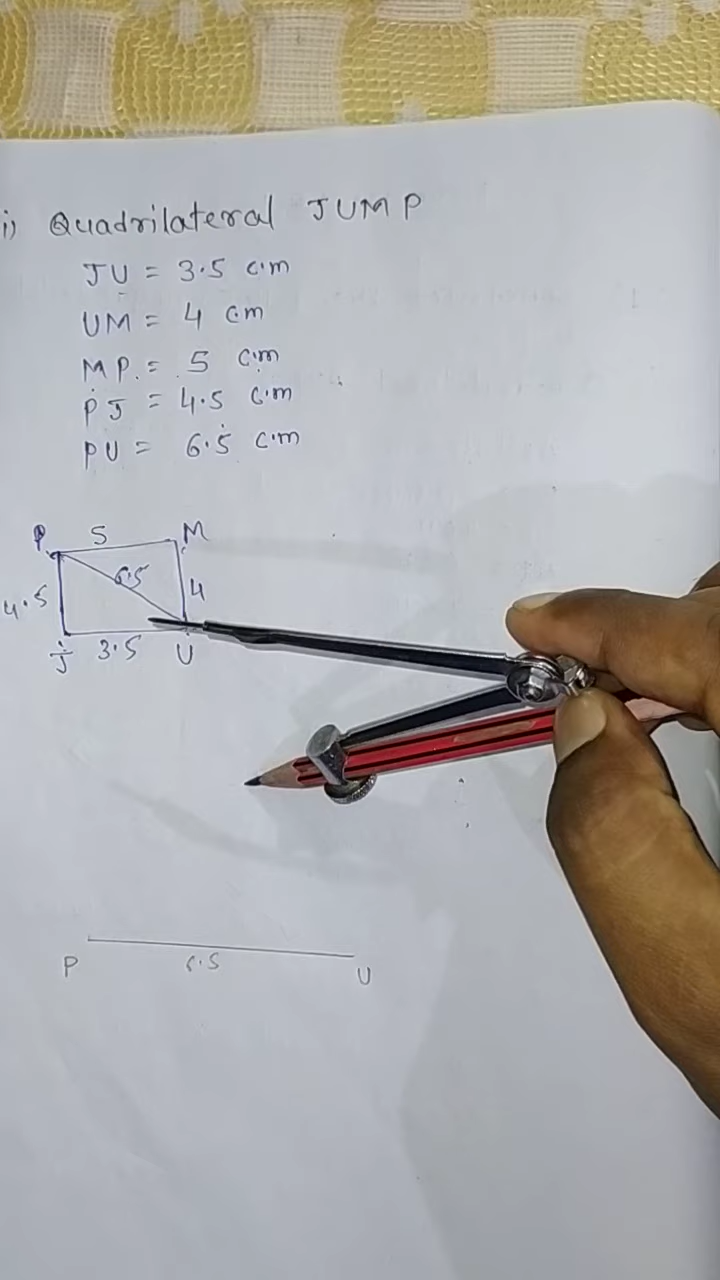 i) Quadrilateral JUMP
JU = 3.5 cm
UM = 4 cm
MP = 5 cm
PJ = 4.5 cm
PU = 6.5 cm
P 5 M
6.5
4.5 4
J 3.5 U
P 6.5 U